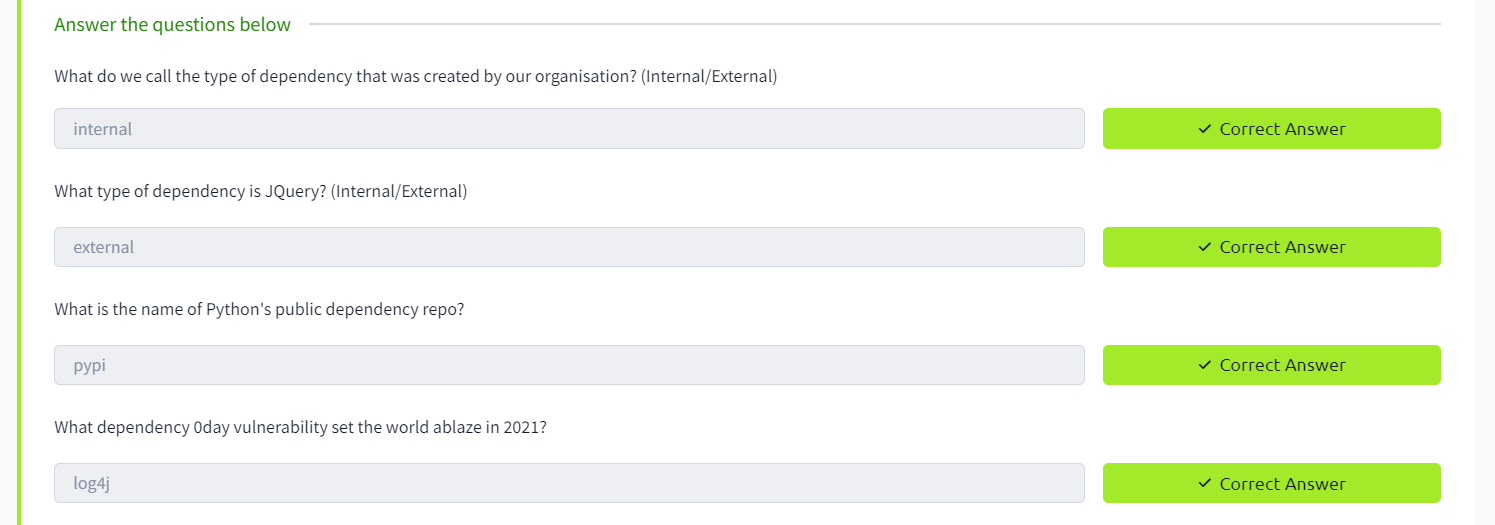 Answer the questions below
What do we call the type of dependency that was created by our organisation? (Internal/External)
internal
✓ Correct Answer
What type of dependency is JQuery? (Internal/External)
external
✓ Correct Answer
What is the name of Python's public dependency repo?
pypi
✓ Correct Answer
What dependency 0day vulnerability set the world ablaze in 2021?
log4j
✓ Correct Answer